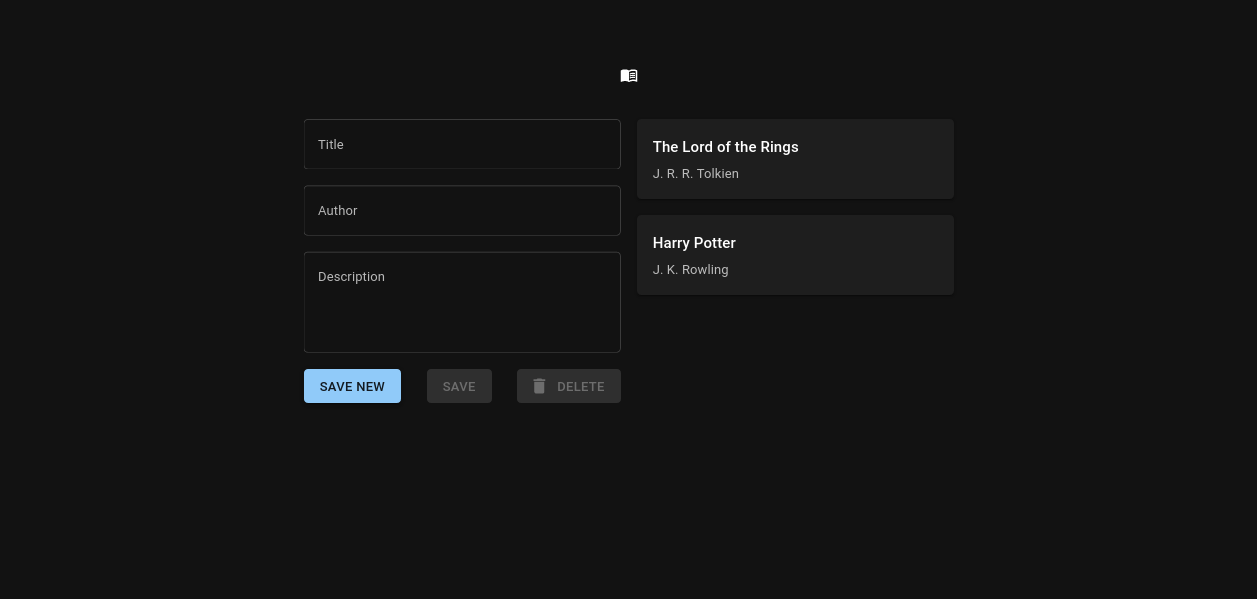 Title
Author
Description
SAVE NEW
SAVE
DELETE
The Lord of the Rings
J. R. R. Tolkien
Harry Potter
J. K. Rowling